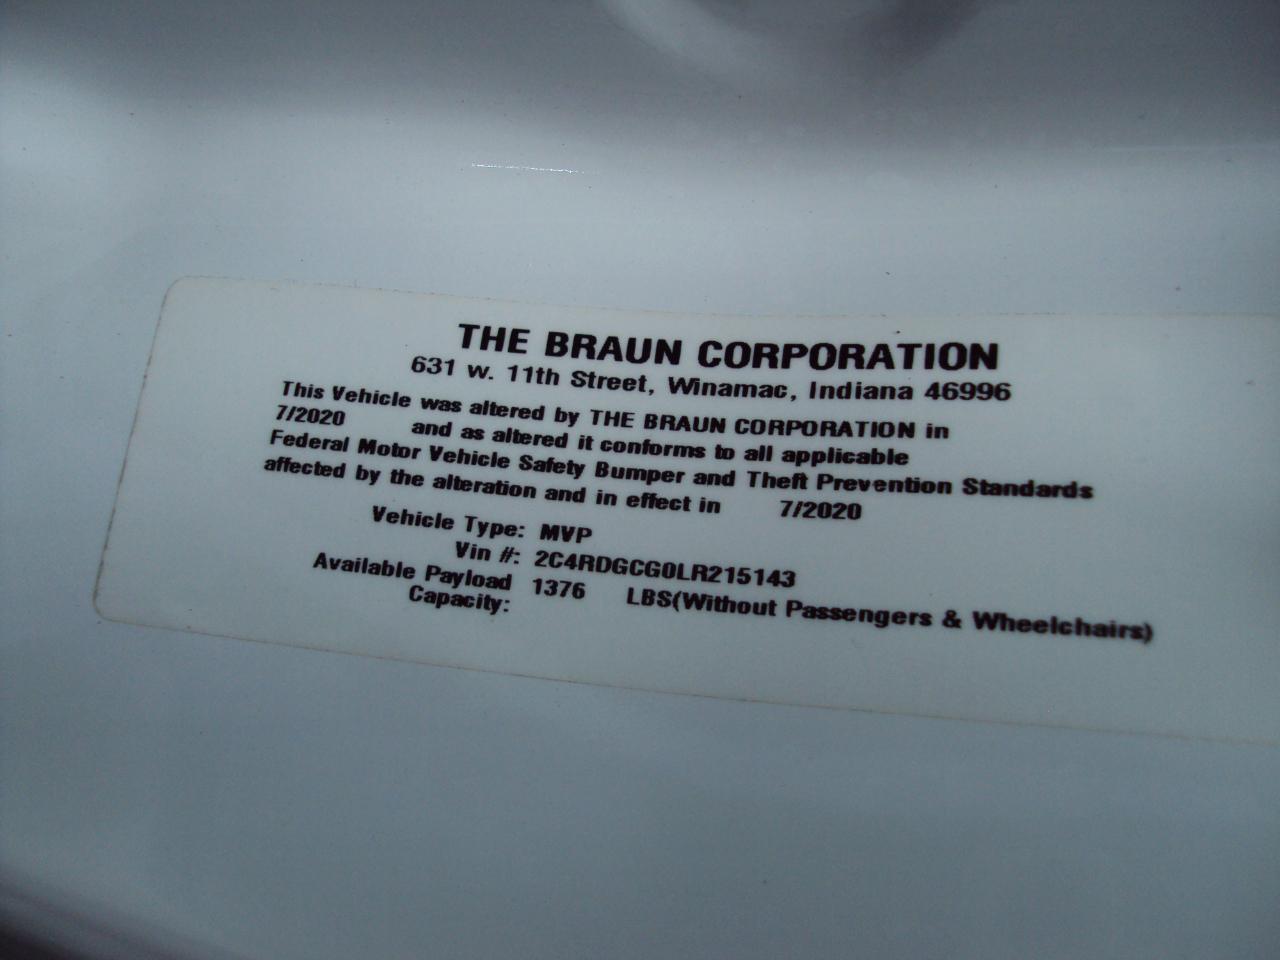 THE BRAUN CORPORATION
631 w. 11th Street, Winamac, Indiana 46996
This Vehicle was altered by THE BRAUN CORPORATION in
7/2020 and as altered it conforms to all applicable
Federal Motor Vehicle Safety Bumper and Theft Prevention Standards
affected by the alteration and in effect in 7/2020
Vehicle Type: MVP
Vin #: 2C4RDGCG0LR215143
Available Payload 1376 LBS(Without Passengers & Wheelchairs)
Capacity: